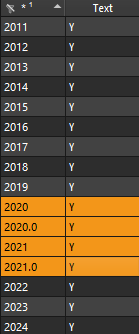 * 1 Text
2011 Y
2012 Y
2013 Y
2014 Y
2015 Y
2016 Y
2017 Y
2018 Y
2019 Y
2020 Y
2020.0 Y
2021 Y
2021.0 Y
2022 Y
2023 Y
2024 Y